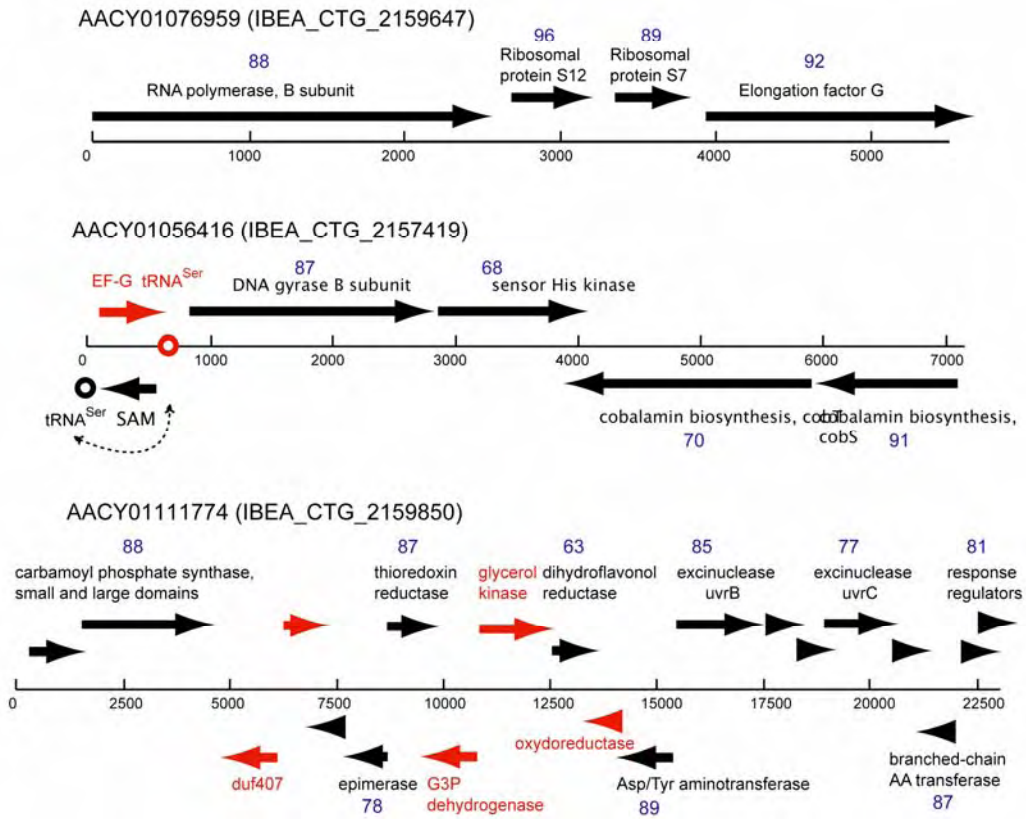 AACY01076959 (IBEA_CTG_2159647)
88
96
89
92
RNA polymerase, B subunit
Ribosomal
protein S12
Ribosomal
protein S7
Elongation factor G
0 1000 2000 3000 4000 5000
AACY01056416 (IBEA_CTG_2157419)
EF-G tRNASer
87
DNA gyrase B subunit
68
sensor His kinase
0 1000 2000 3000 4000 5000 6000 7000
tRNASer SAM
cobalamin biosynthesis, cobT
70
cobalamin biosynthesis,
cobS
91
AACY01111774 (IBEA_CTG_2159850)
88
carbamoyl phosphate synthase,
small and large domains
87
thioredoxin
reductase
glycerol
kinase
63
dihydroflavonol
reductase
85
excinuclease
uvrB
77
excinuclease
uvrC
81
response
regulators
0 2500 5000 7500 10000 12500 15000 17500 20000 22500
duf407
epimerase
78
G3P
dehydrogenase
oxydoreductase
Asp/Tyr aminotransferase
89
branched-chain
AA transferase
87